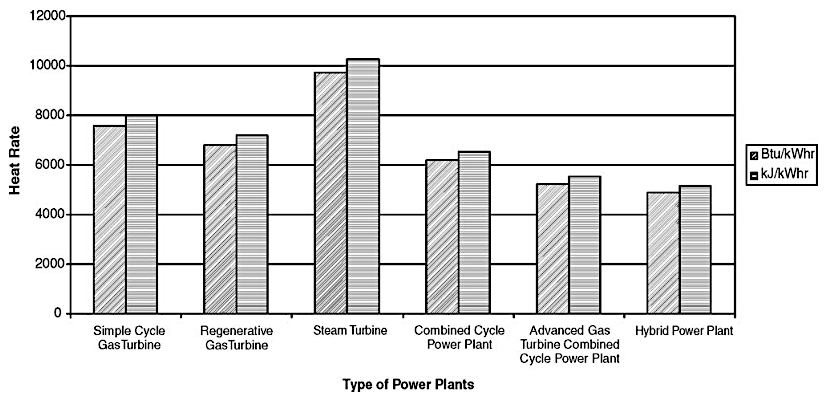 12000
10000
8000
6000
4000
2000
0
Heat Rate
Simple Cycle
GasTurbine
Regenerative
GasTurbine
Steam Turbine
Combined Cycle
Power Plant
Advanced Gas
Turbine Combined
Cycle Power Plant
Hybrid Power Plant
Type of Power Plants
Btu/kWhr
kJ/kWhr